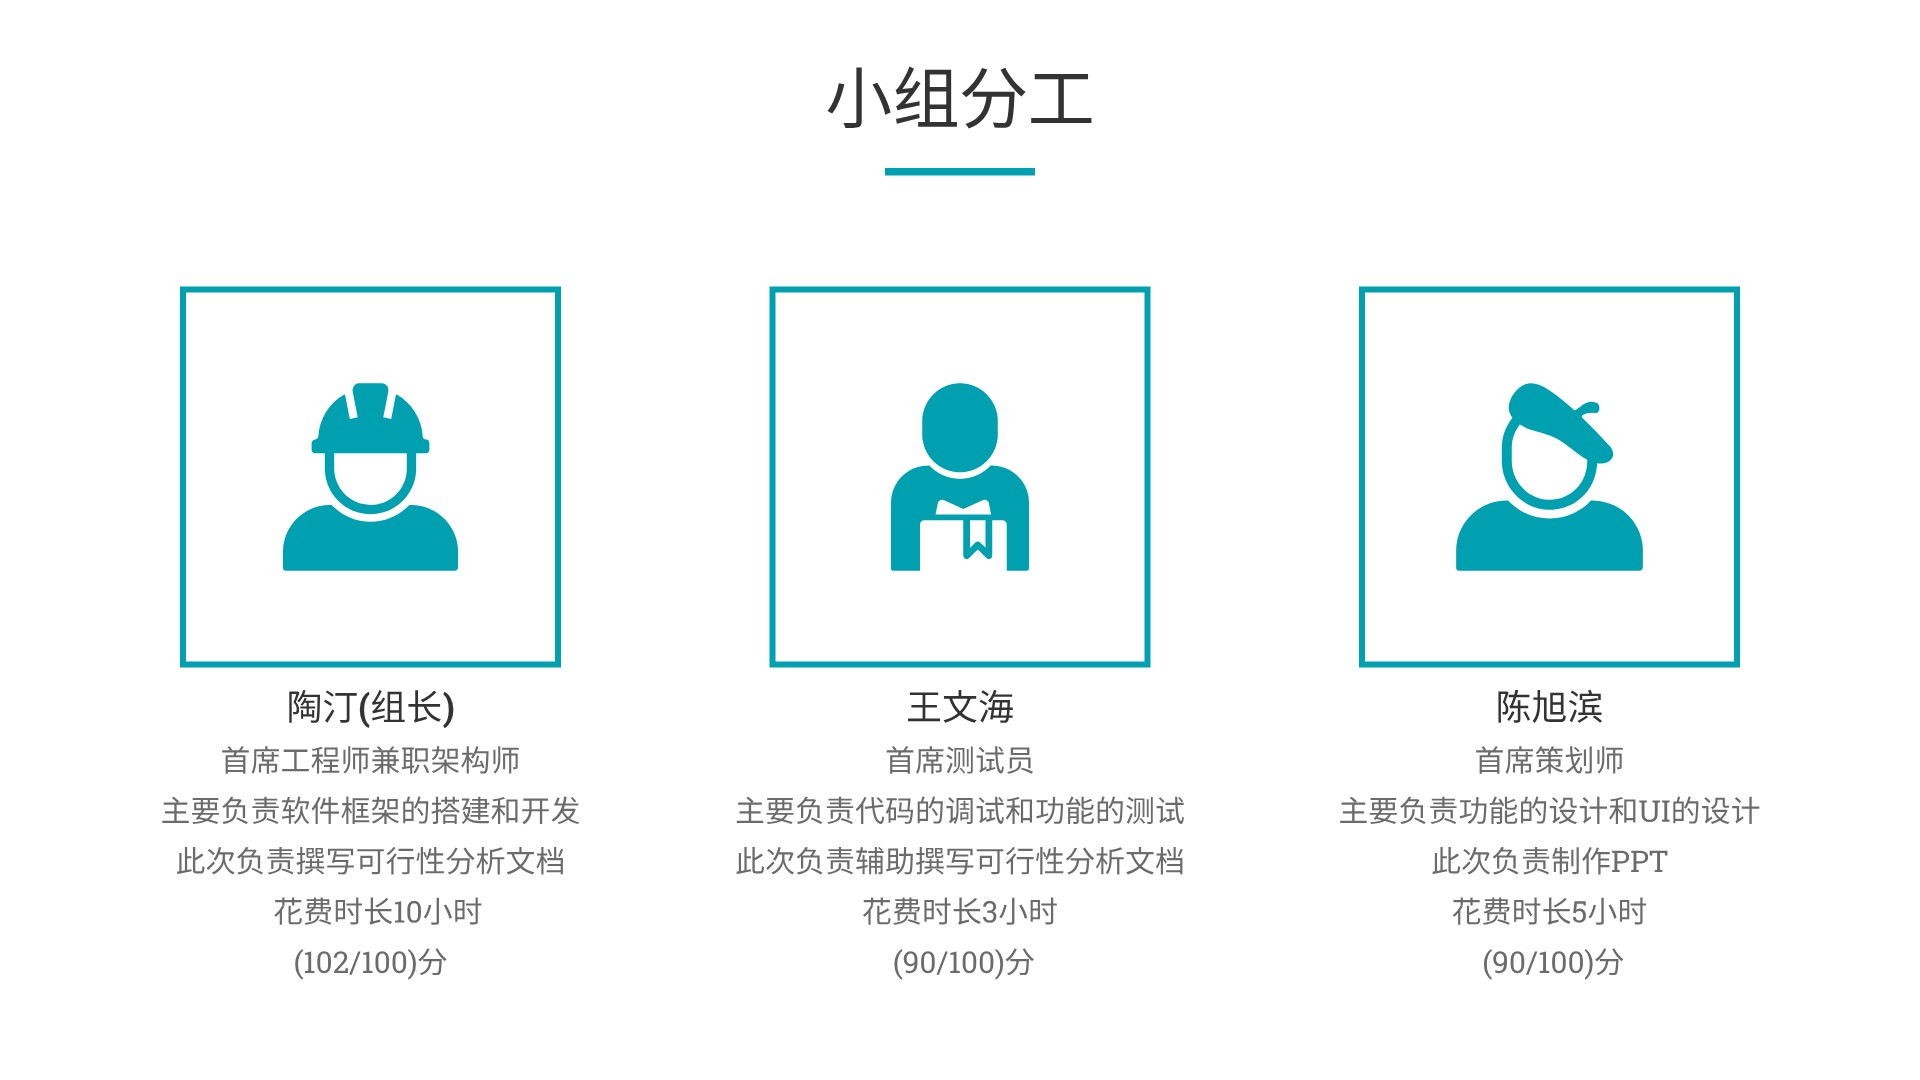 小组分工
陶汀(组长)
首席工程师兼职架构师
主要负责软件框架的搭建和开发
此次负责撰写可行性分析文档
花费时长10小时
(102/100)分
王文海
首席测试员
主要负责代码的调试和功能的测试
此次负责辅助撰写可行性分析文档
花费时长3小时
(90/100)分
陈旭滨
首席策划师
主要负责功能的设计和UI的设计
此次负责制作PPT
花费时长5小时
(90/100)分